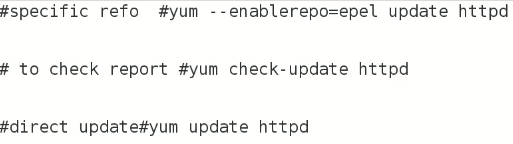 #specific refo  #yum --enablerepo=epel update httpd
# to check report #yum check-update httpd
#direct update#yum update httpd